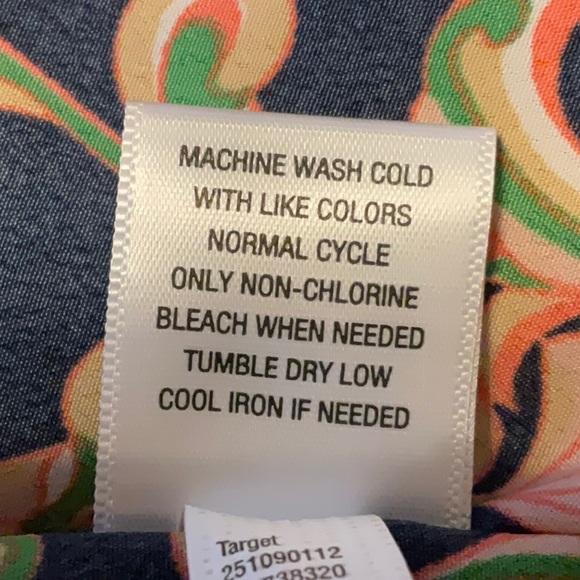 MACHINE WASH COLD
WITH LIKE COLORS
NORMAL CYCLE
ONLY NON-CHLORINE
BLEACH WHEN NEEDED
TUMBLE DRY LOW
COOL IRON IF NEEDED
Target
251090112
738320